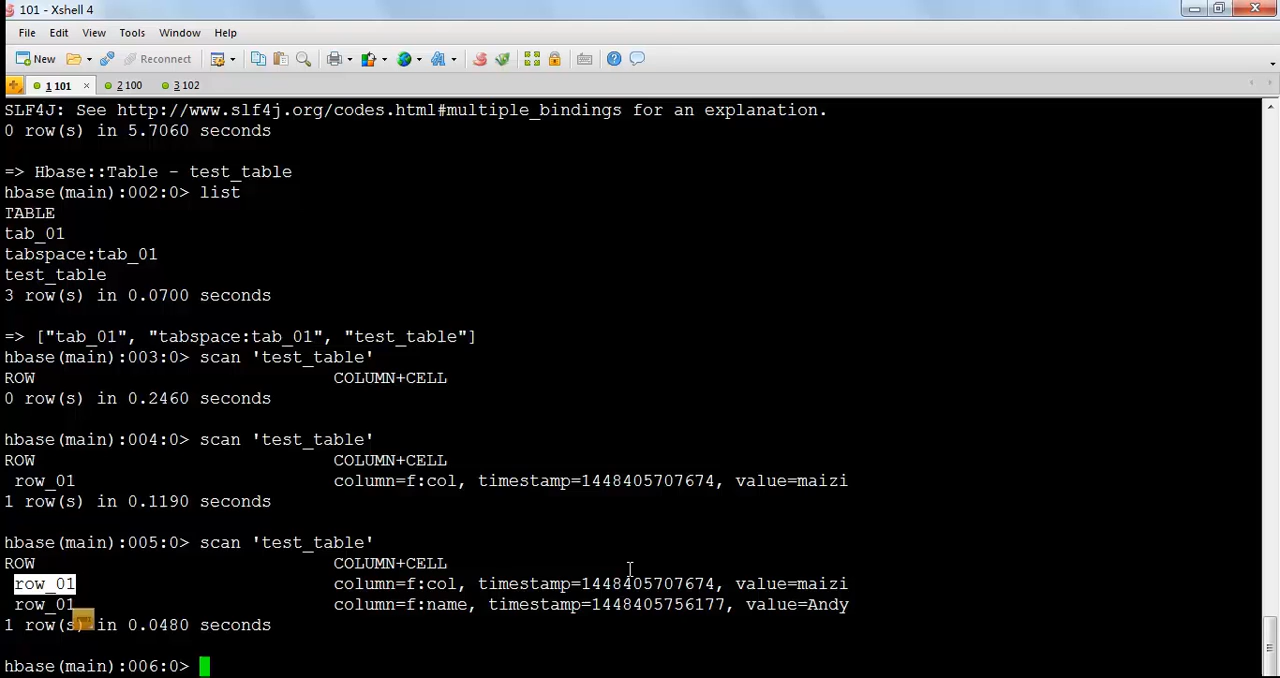 101 - Xshell 4
File Edit View Tools Window Help
New Reconnect
1 101 2 100 3 102
SLF4J: See http://www.slf4j.org/codes.html#multiple_bindings for an explanation.
0 row(s) in 5.7060 seconds
=> Hbase::Table - test_table
hbase(main):002:0> list
TABLE
tab_01
tabspace:tab_01
test_table
3 row(s) in 0.0700 seconds
=> ["tab_01", "tabspace:tab_01", "test_table"]
hbase(main):003:0> scan 'test_table'
ROW COLUMN+CELL
0 row(s) in 0.2460 seconds
hbase(main):004:0> scan 'test_table'
ROW COLUMN+CELL
row_01 column=f:col, timestamp=1448405707674, value=maizi
1 row(s) in 0.1190 seconds
hbase(main):005:0> scan 'test_table'
ROW COLUMN+CELL
row_01 column=f:col, timestamp=1448405707674, value=maizi
row_01 column=f:name, timestamp=1448405756177, value=Andy
1 row(s) in 0.0480 seconds
hbase(main):006:0>